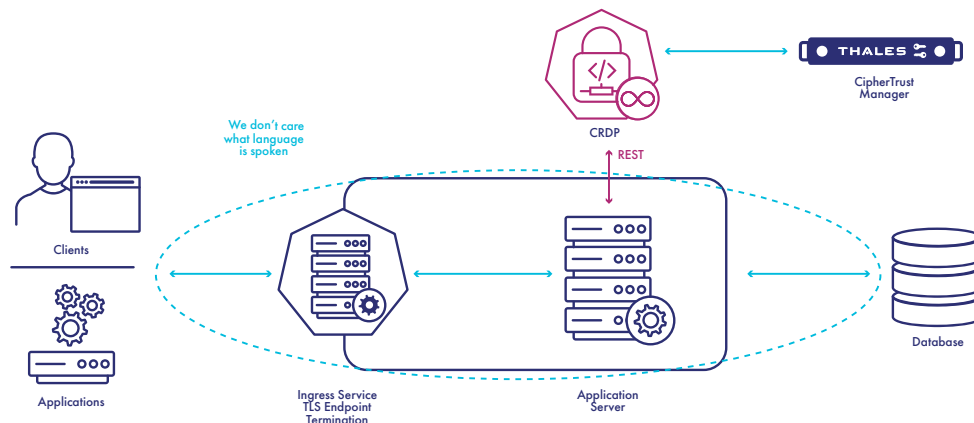 THALES
CipherTrust
Manager
CRDP
REST
We don't care
what language
is spoken
Clients
Applications
Ingress Service
TLS Endpoint
Termination
Application
Server
Database